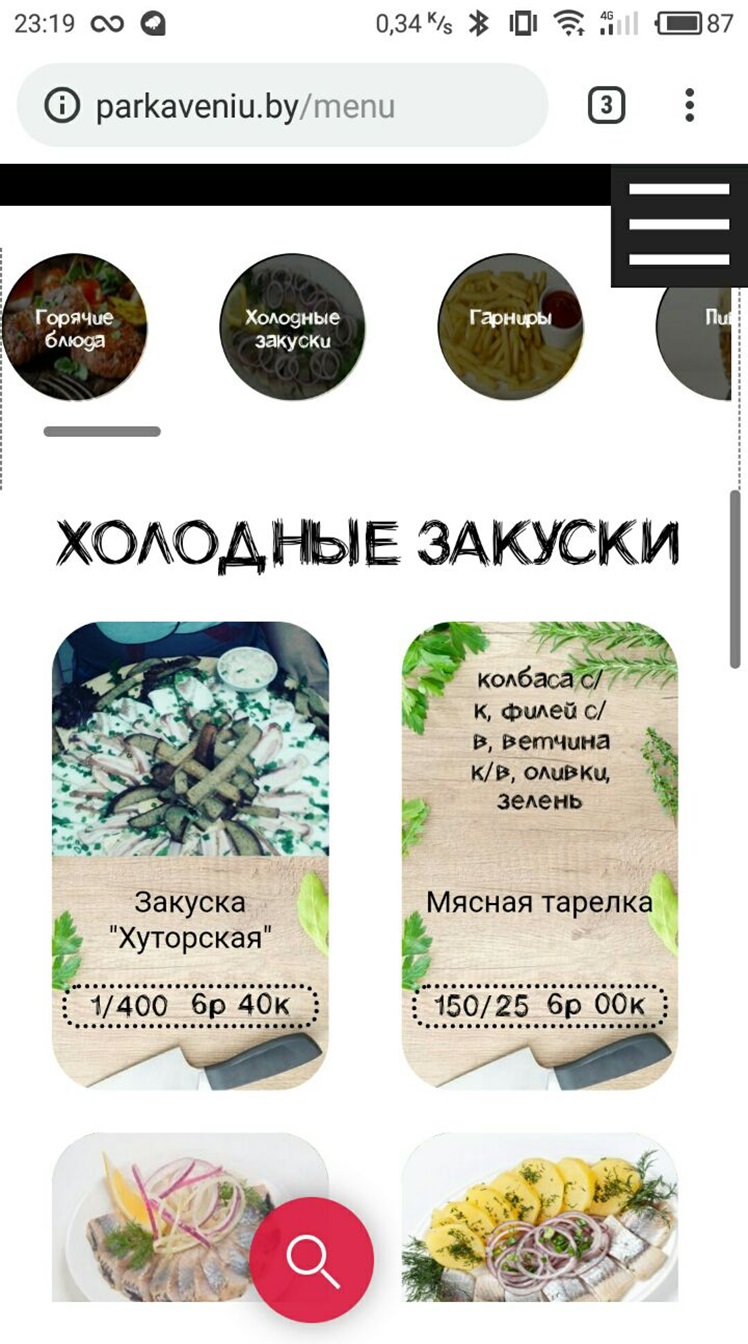 23:19 0,34 K/s 4G 87
parkaveniu.by/menu 3
Горячие
блюда
Холодные
закуски
Гарниры
ХОЛОДНЫЕ ЗАКУСКИ
Закуска
"Хуторская"
1/400 6р 40к
колбаса с/
к, филей с/
в, ветчина
к/в, оливки,
зелень
Мясная тарелка
150/25 6р 00к